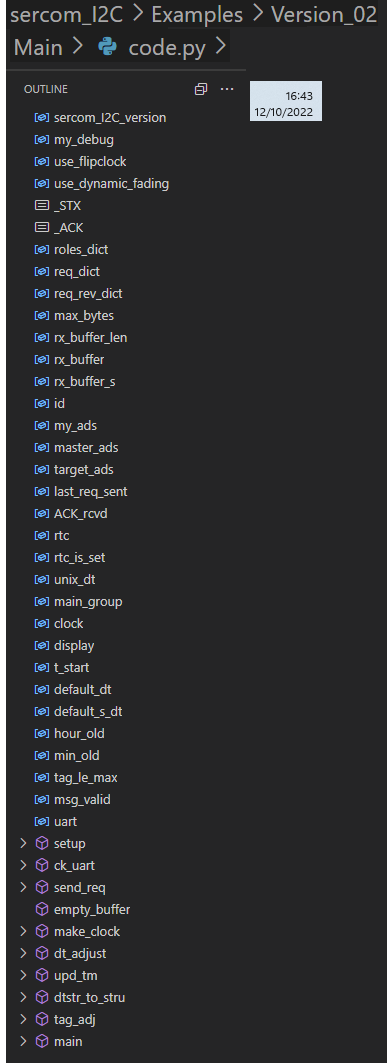 sercom_I2C > Examples > Version_02
Main > code.py >
OUTLINE
16:43
12/10/2022
sercom_I2C_version
my_debug
use_flipclock
use_dynamic_fading
_STX
_ACK
roles_dict
req_dict
req_rev_dict
max_bytes
rx_buffer_len
rx_buffer
rx_buffer_s
id
my_ads
master_ads
target_ads
last_req_sent
ACK_rcvd
rtc
rtc_is_set
unix_dt
main_group
clock
display
t_start
default_dt
default_s_dt
hour_old
min_old
tag_le_max
msg_valid
uart
setup
ck_uart
send_req
empty_buffer
make_clock
dt_adjust
upd_tm
dtstr_to_stru
tag_adj
main